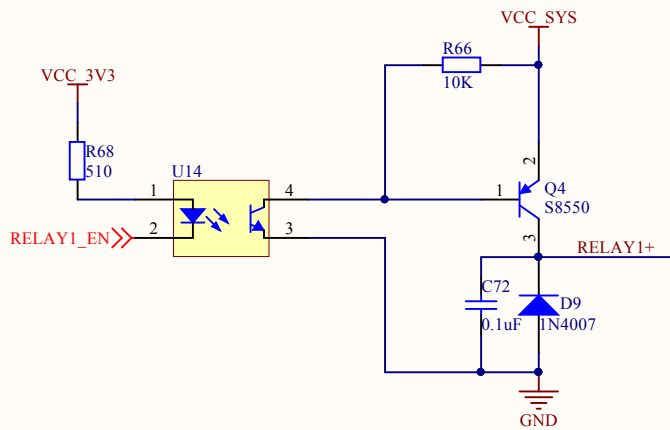 VCC_SYS
R66
10K
VCC_3V3
R68
510
U14
1
2
4
3
RELAY1_EN
1
2
3
Q4
S8550
RELAY1+
C72
0.1uF
D9
1N4007
GND